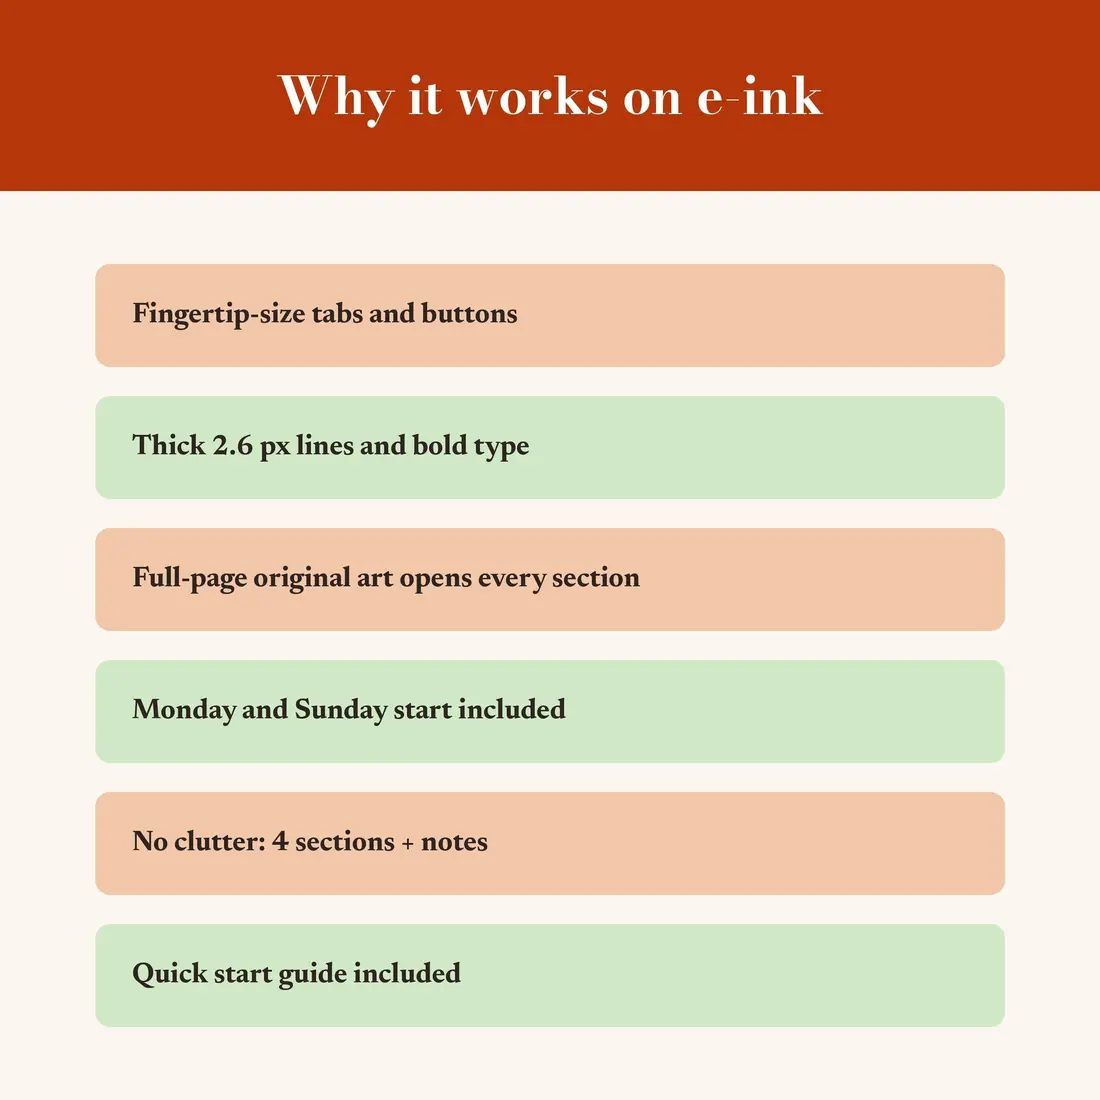 Why it works on e-ink
Fingertip-size tabs and buttons
Thick 2.6 px lines and bold type
Full-page original art opens every section
Monday and Sunday start included
No clutter: 4 sections + notes
Quick start guide included